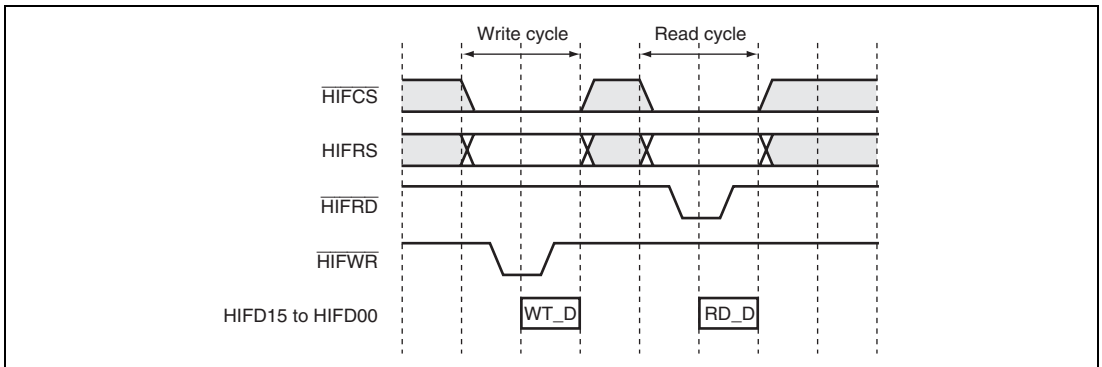 Write cycle Read cycle
HIFCS
HIFRS
HIFRD
HIFWR
HIFD15 to HIFD00 WT_D RD_D